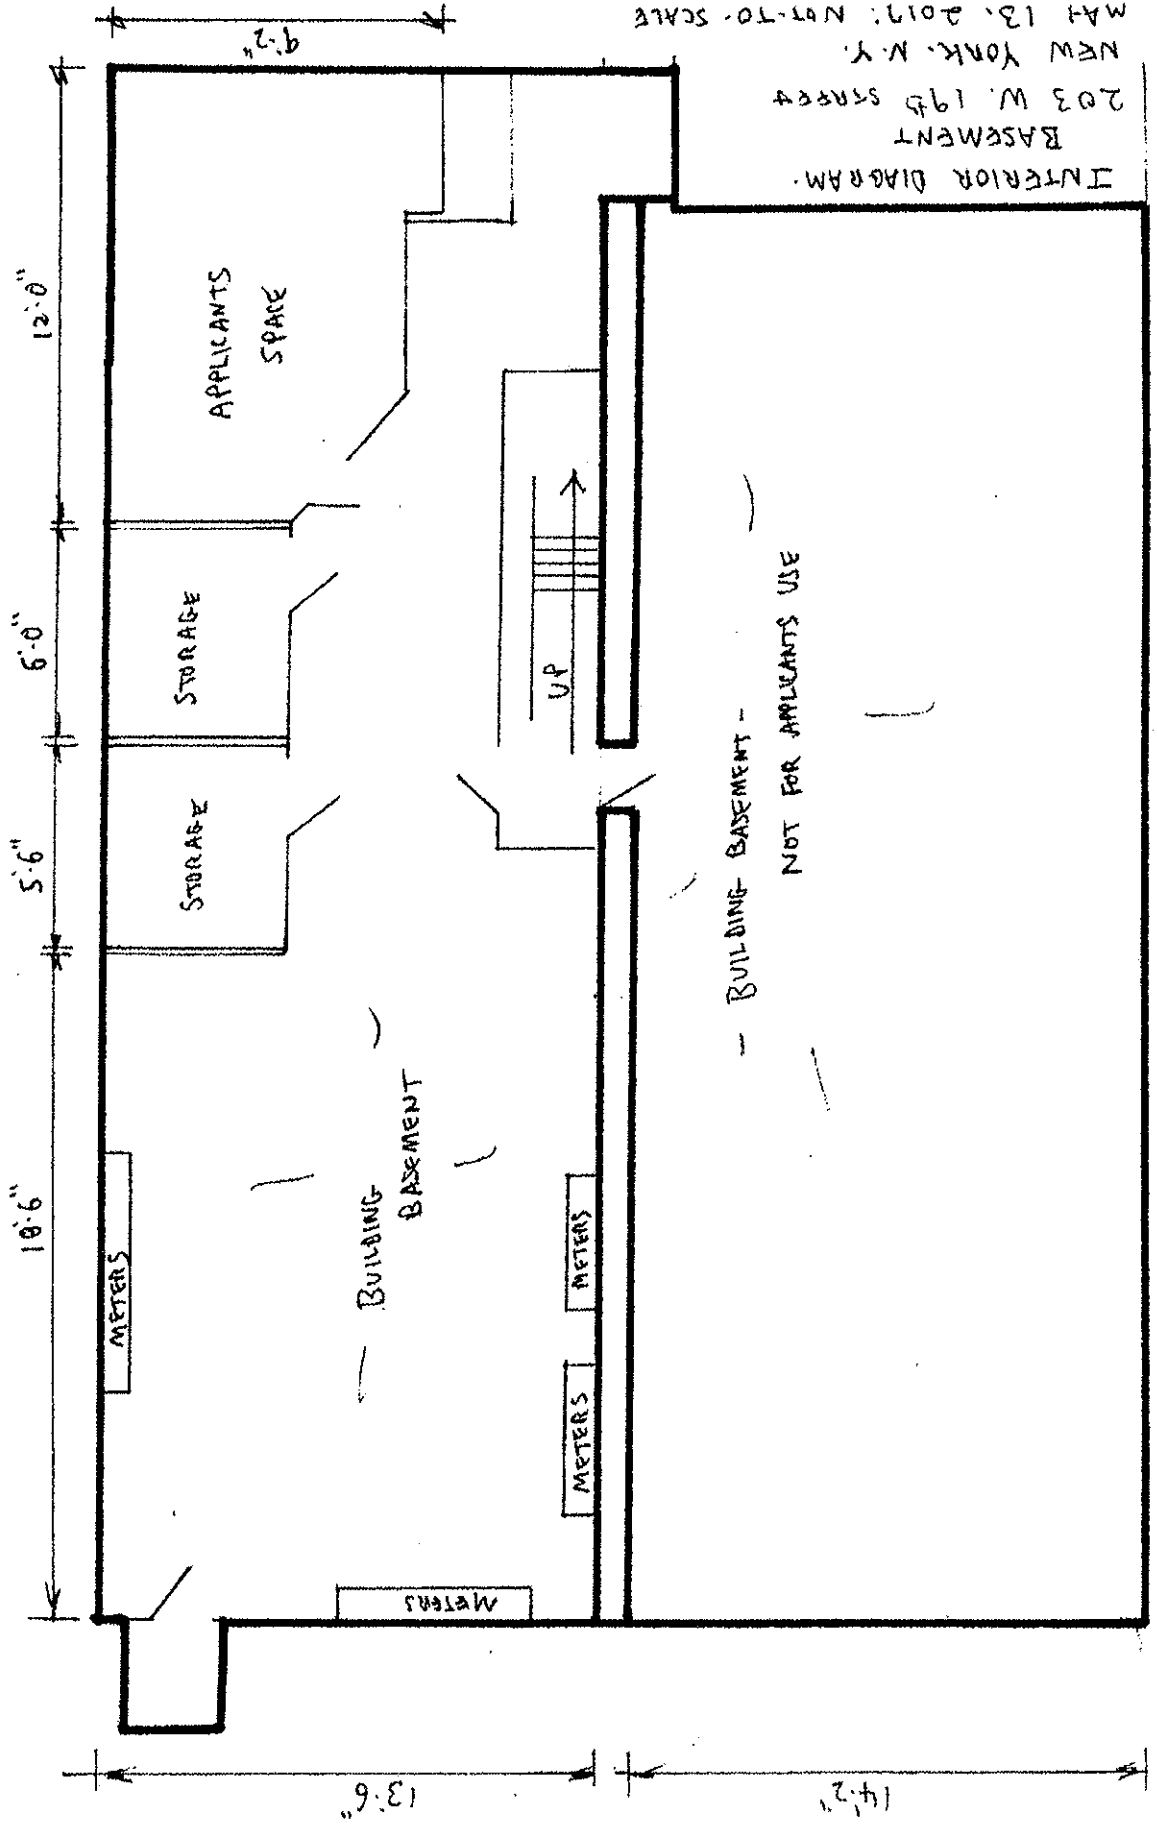 INTERIOR DIAGRAM.
BASEMENT
203 W. 19th STREET
NEW YORK. N.Y.
MAY 13. 2017: NOT-TO-SCALE
9'-2"
12'-0"
6'-0"
5'-6"
18'-6"
13'-6"
14'-2"
APPLICANTS
SPACE
STORAGE
STORAGE
UP
METERS
- BUILDING
BASEMENT
METERS
METERS
METERS
- BUILDING BASEMENT -
NOT FOR APPLICANTS USE